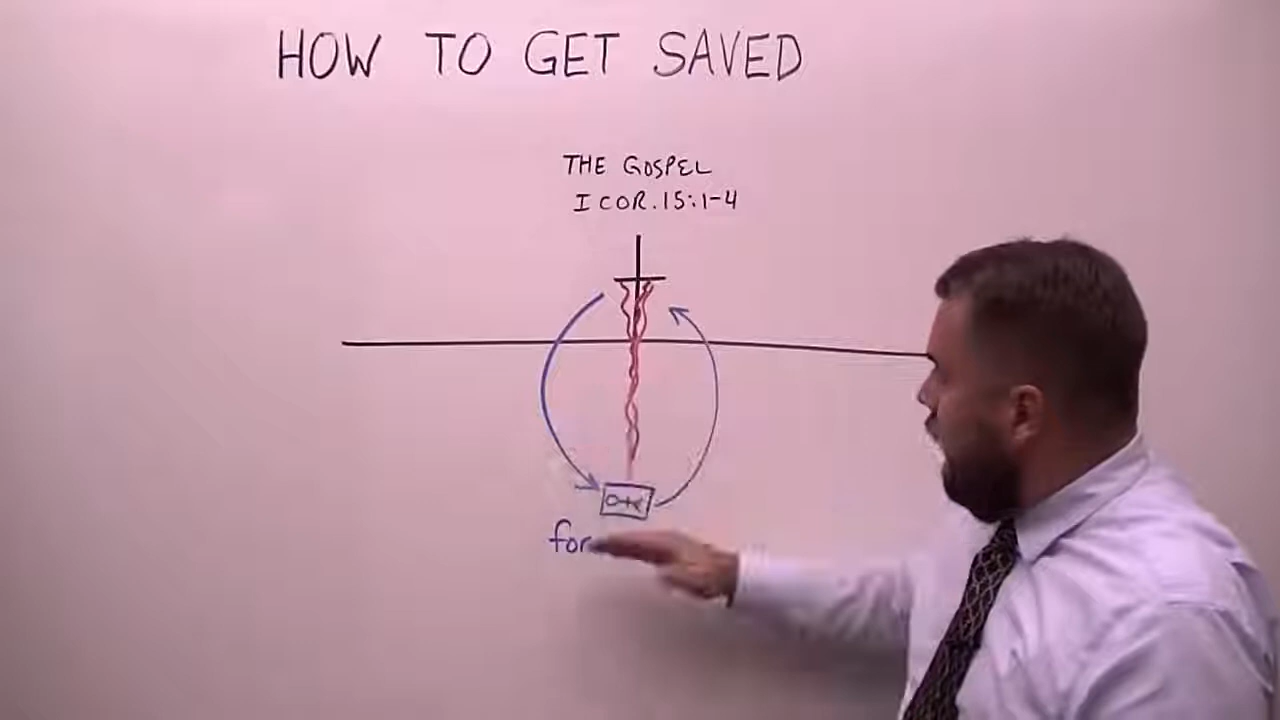 HOW TO GET SAVED
THE GOSPEL
I COR. 15:1-4
for